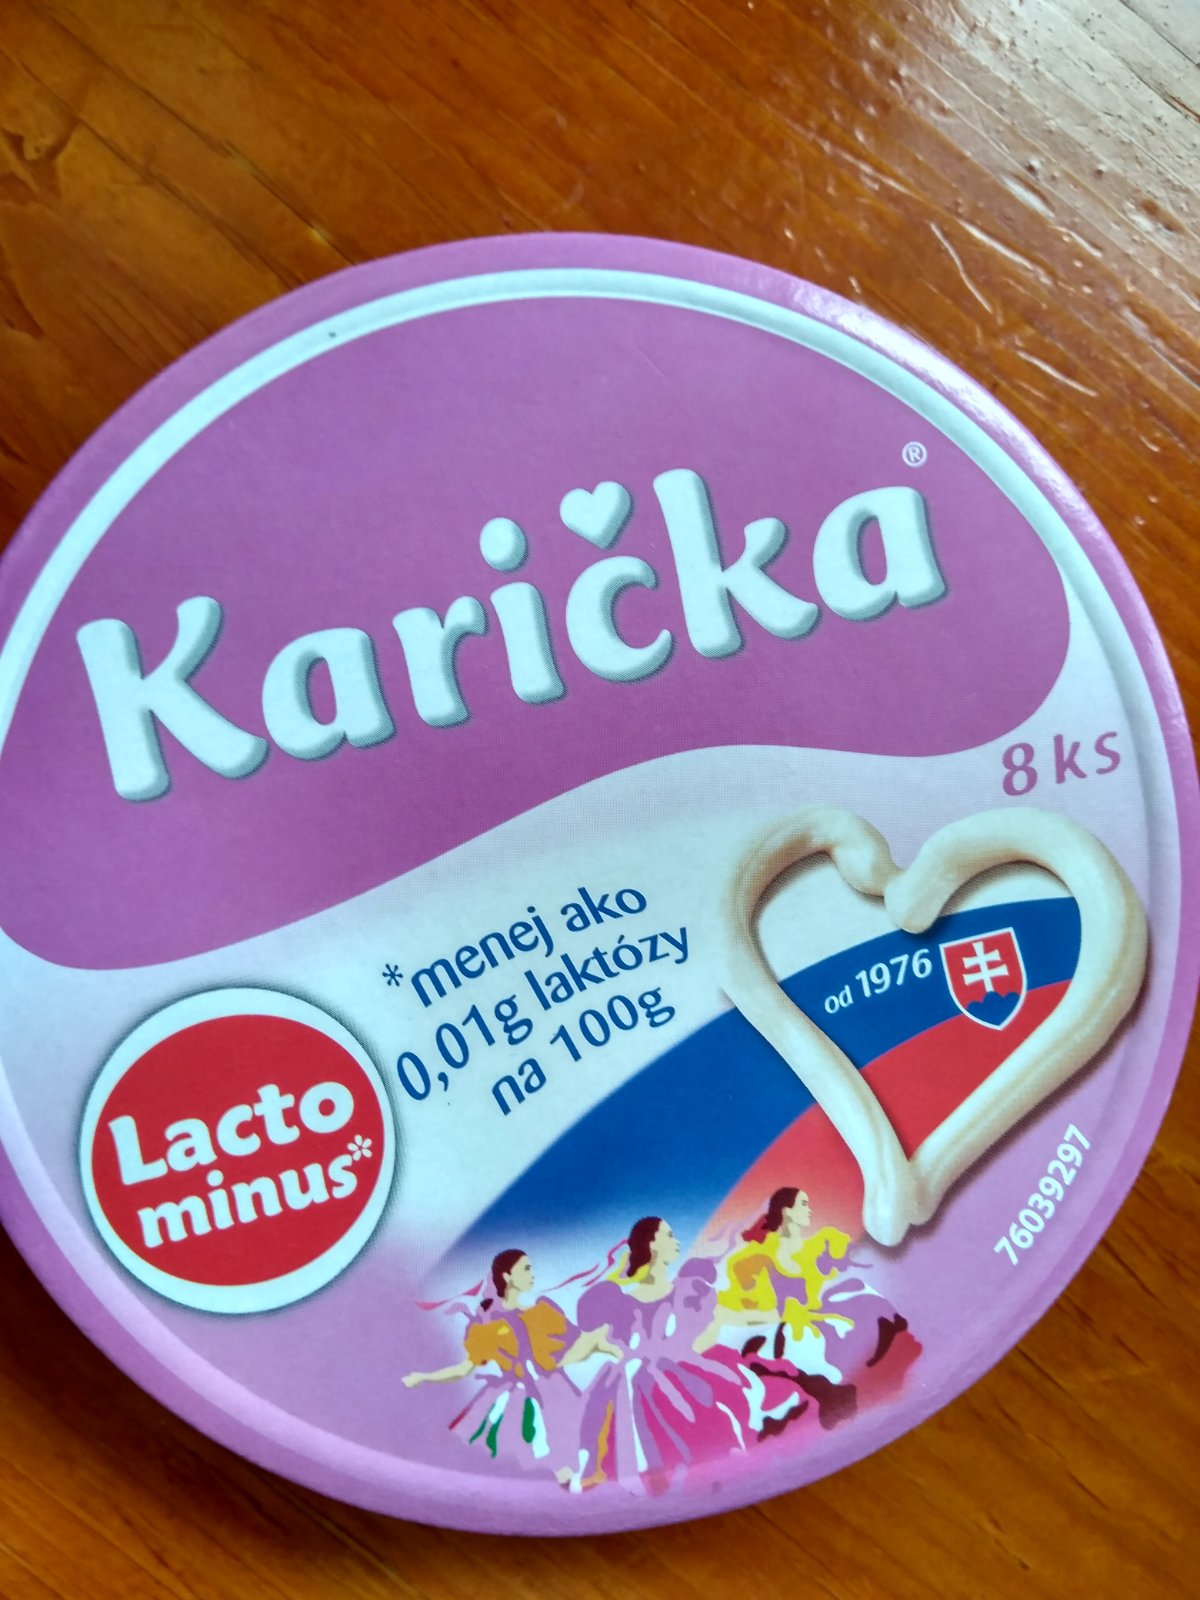 Karička®
8 ks
*menej ako
0,01g laktózy
na 100g
od 1976
Lacto
minus*
76039297